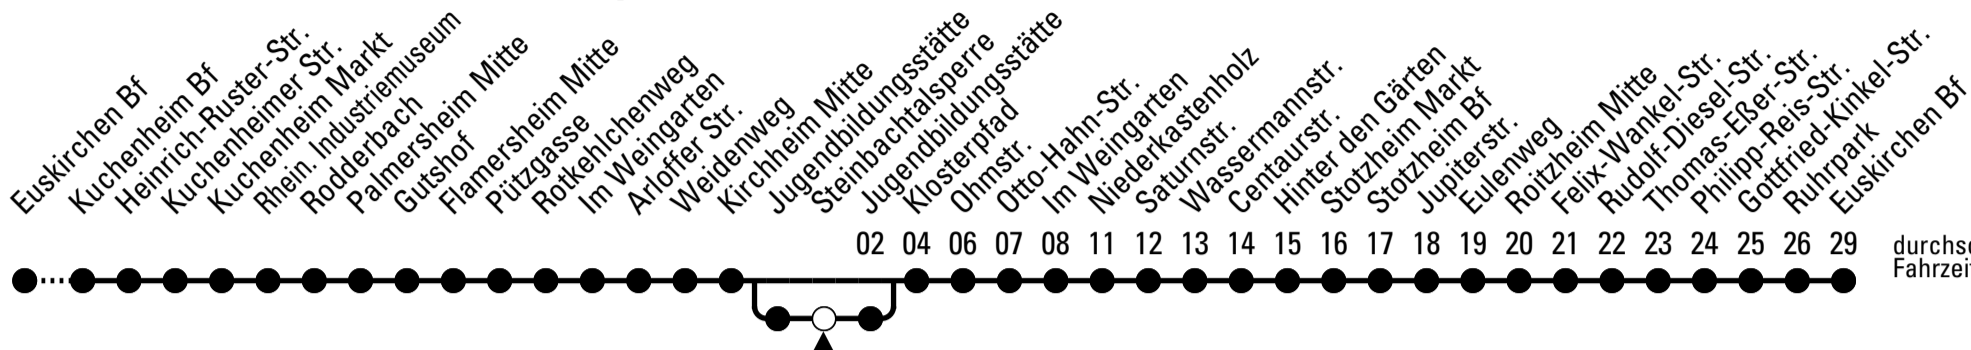 Euskirchen Bf
Kuchenheim Bf
Heinrich-Ruster-Str.
Kuchenheimer Str.
Kuchenheim Markt
Rhein. Industriemuseum
Rodderbach
Palmersheim Mitte
Gutshof
Flamersheim Mitte
Pützgasse
Rotkehlchenweg
Im Weingarten
Arloffer Str.
Weidenweg
Kirchheim Mitte
Jugendbildungsstätte
Steinbachtalsperre
Jugendbildungsstätte
Klosterpfad
Ohmstr.
Otto-Hahn-Str.
Im Weingarten
Niederkastenholz
Saturnstr.
Wassermannstr.
Centaurstr.
Hinter den Gärten
Stotzheim Markt
Stotzheim Bf
Jupiterstr.
Eulenweg
Roitzheim Mitte
Felix-Wankel-Str.
Rudolf-Diesel-Str.
Thomas-Eßer-Str.
Philipp-Reis-Str.
Gottfried-Kinkel-Str.
Ruhrpark
Euskirchen Bf
02 04 06 07 08 11 12 13 14 15 16 17 18 19 20 21 22 23 24 25 26 29